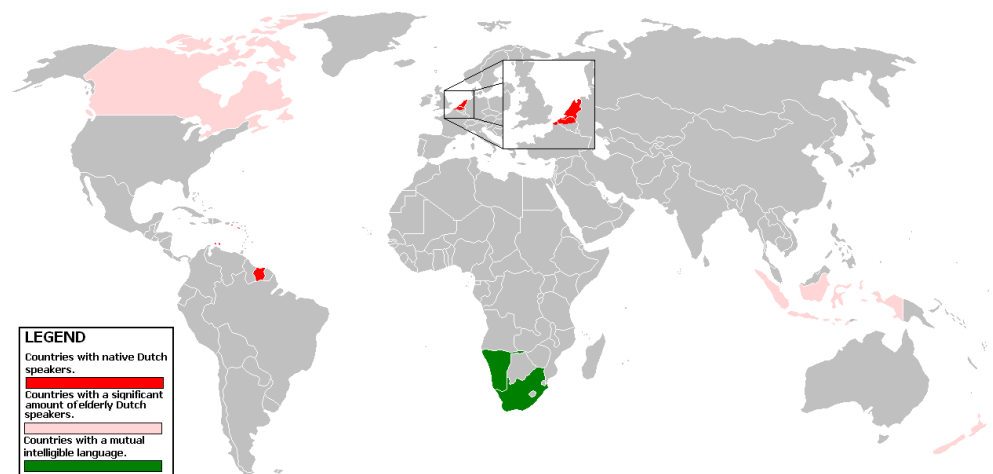 LEGEND
Countries with native Dutch
speakers.
Countries with a significant
amount of elderly Dutch
speakers.
Countries with a mutual
intelligible language.